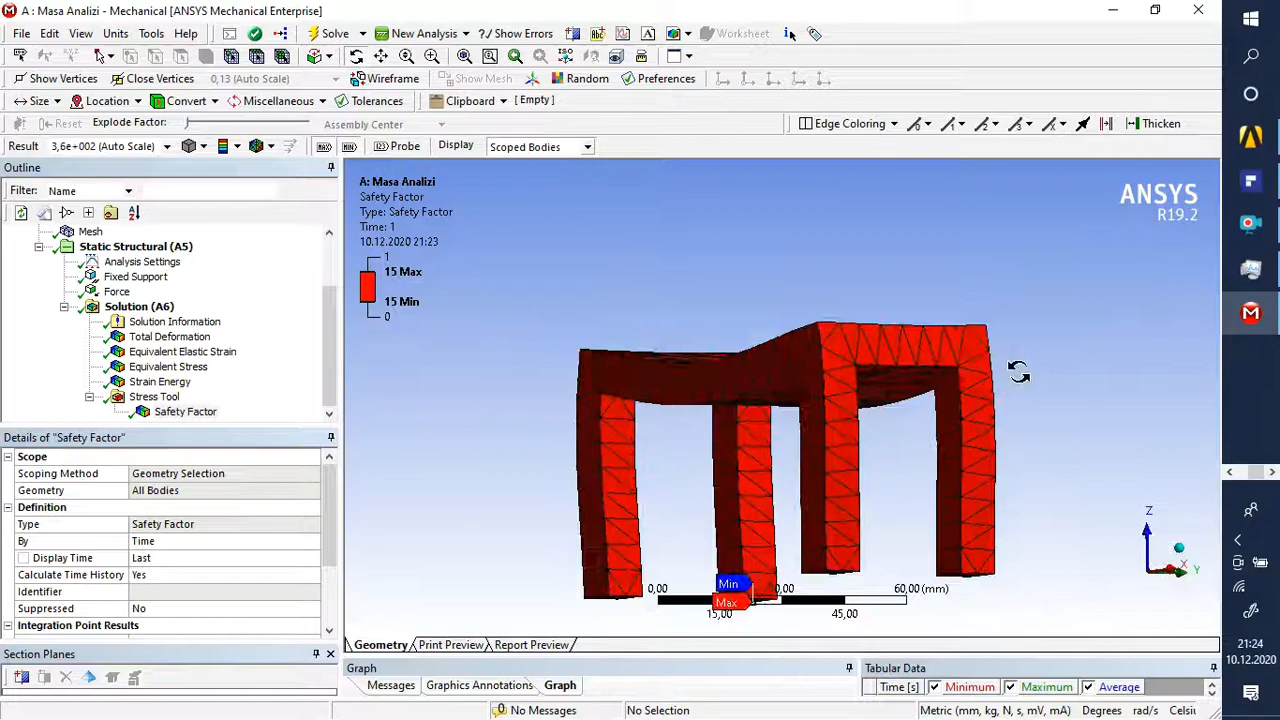 A : Masa Analizi - Mechanical [ANSYS Mechanical Enterprise]
File Edit View Units Tools Help Solve New Analysis Show Errors Worksheet
Show Vertices Close Vertices 0,13 (Auto Scale) Wireframe Show Mesh Random Preferences
Size Location Convert Miscellaneous Tolerances Clipboard [ Empty ]
Reset Explode Factor: Assembly Center Edge Coloring Thicken
Result 3,6e+002 (Auto Scale) Probe Display Scoped Bodies
Outline
Filter: Name
Mesh
Static Structural (A5)
Analysis Settings
Fixed Support
Force
Solution (A6)
Solution Information
Total Deformation
Equivalent Elastic Strain
Equivalent Stress
Strain Energy
Stress Tool
Safety Factor
Details of "Safety Factor"
Scope
Scoping Method Geometry Selection
Geometry All Bodies
Definition
Type Safety Factor
By Time
Display Time Last
Calculate Time History Yes
Identifier
Suppressed No
Integration Point Results
Section Planes
A: Masa Analizi
Safety Factor
Type: Safety Factor
Time: 1
10.12.2020 21:23
1
15 Max
15 Min
0
ANSYS
R19.2
Min
Max
0,00 60,00 (mm)
15,00 45,00
Z
X
Y
Geometry Print Preview Report Preview
Graph
Messages Graphics Annotations Graph
Tabular Data
Time [s] Minimum Maximum Average
No Messages No Selection Metric (mm, kg, N, s, mV, mA) Degrees rad/s Celsi
21:24
10.12.2020